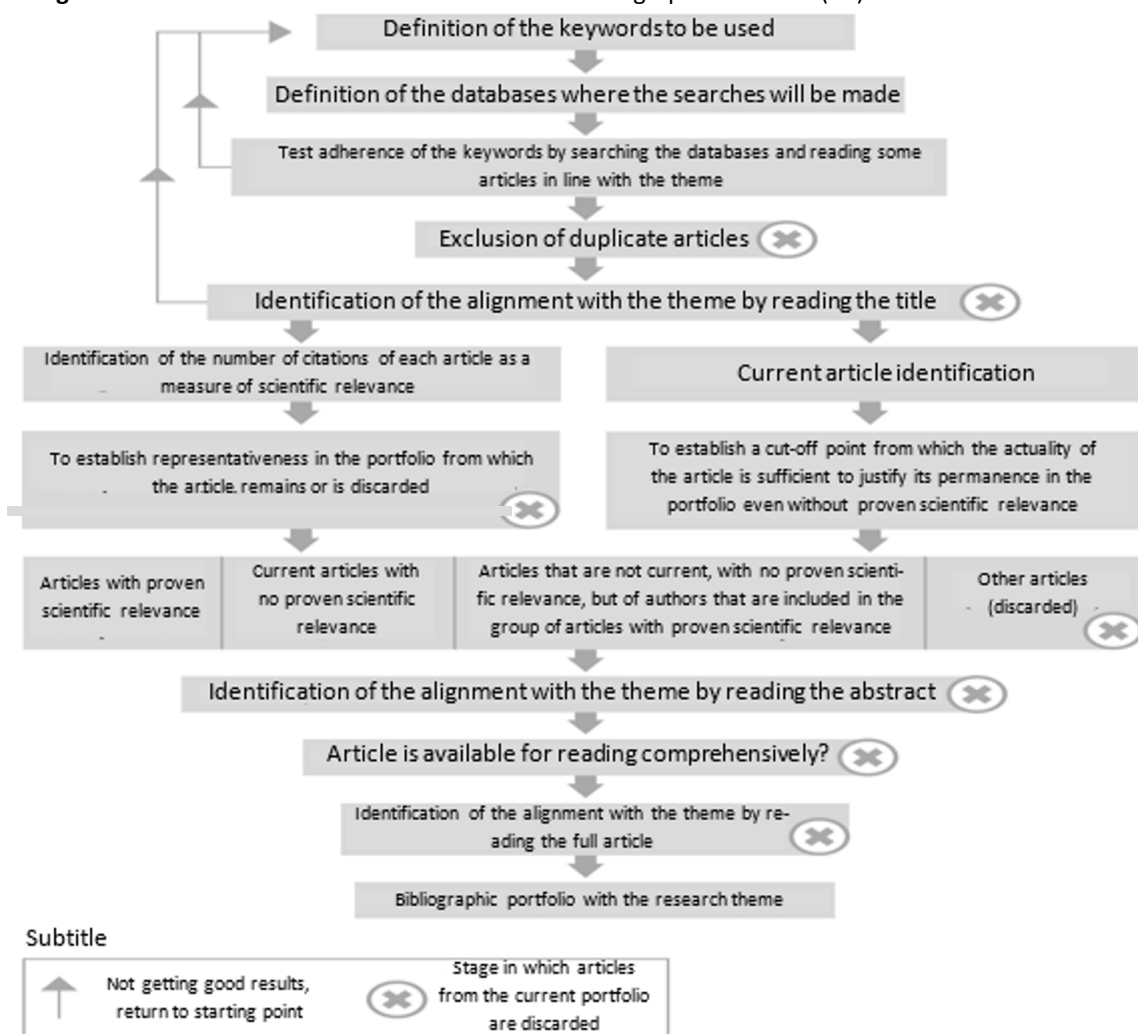 Definition of the keywords to be used
Definition of the databases where the searches will be made
Test adherence of the keywords by searching the databases and reading some
articles in line with the theme
Exclusion of duplicate articles
Identification of the alignment with the theme by reading the title
Identification of the number of citations of each article as a
measure of scientific relevance
Current article identification
To establish representativeness in the portfolio from which
the article. remains or is discarded
To establish a cut-off point from which the actuality of
the article is sufficient to justify its permanence in the
portfolio even without proven scientific relevance
Articles with proven
scientific relevance
Current articles with
no proven scientific
relevance
Articles that are not current, with no proven scienti-
fic relevance, but of authors that are included in the
group of articles with proven scientific relevance
Other articles
(discarded)
Identification of the alignment with the theme by reading the abstract
Article is available for reading comprehensively?
Identification of the alignment with the theme by re-
ading the full article
Bibliographic portfolio with the research theme
Subtitle
Not getting good results,
return to starting point
Stage in which articles
from the current portfolio
are discarded